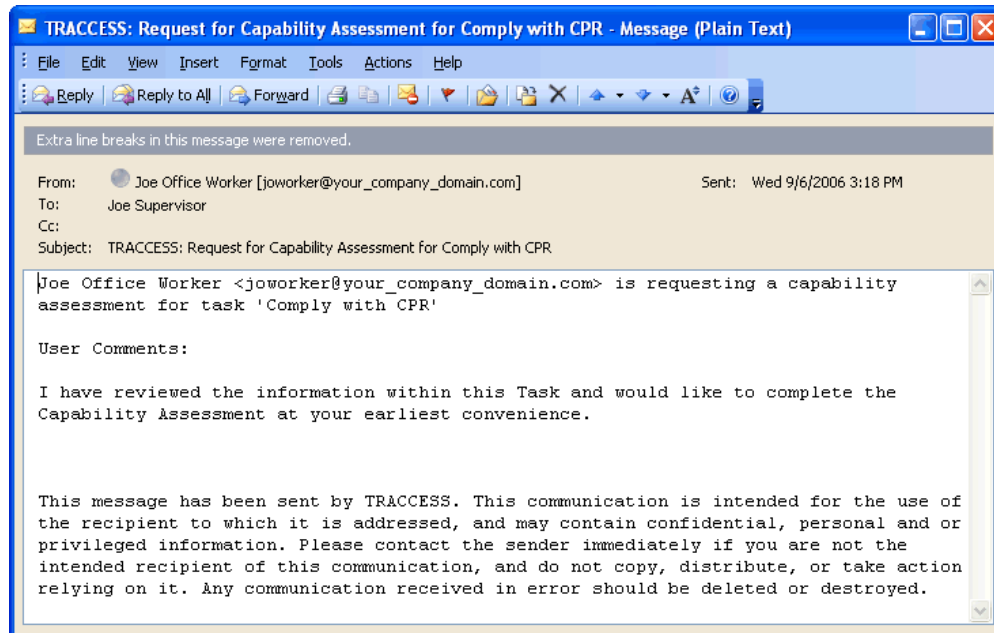 TRACCESS: Request for Capability Assessment for Comply with CPR - Message (Plain Text)
File Edit View Insert Format Tools Actions Help
Reply Reply to All Forward
Extra line breaks in this message were removed.
From: Joe Office Worker [joworker@your_company_domain.com] Sent: Wed 9/6/2006 3:18 PM
To: Joe Supervisor
Cc:
Subject: TRACCESS: Request for Capability Assessment for Comply with CPR
Joe Office Worker <joworker@your_company_domain.com> is requesting a capability
assessment for task 'Comply with CPR'
User Comments:
I have reviewed the information within this Task and would like to complete the
Capability Assessment at your earliest convenience.
This message has been sent by TRACCESS. This communication is intended for the use of
the recipient to which it is addressed, and may contain confidential, personal and or
privileged information. Please contact the sender immediately if you are not the
intended recipient of this communication, and do not copy, distribute, or take action
relying on it. Any communication received in error should be deleted or destroyed.